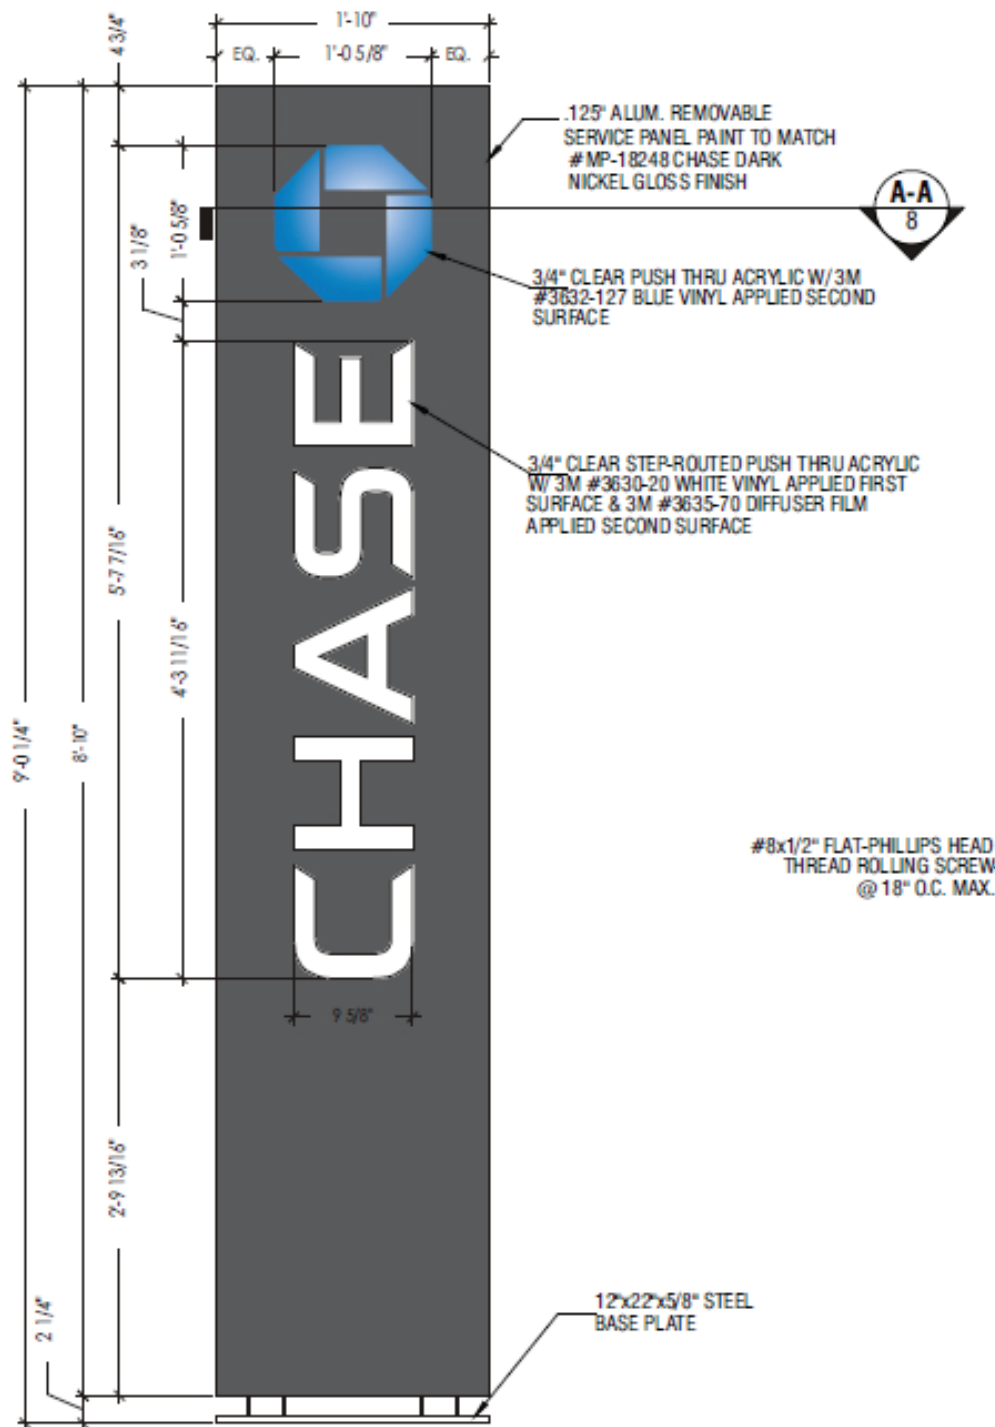 1'-10"
4 3/4"
EQ.
1'-0 5/8"
EQ.
.125" ALUM. REMOVABLE
SERVICE PANEL PAINT TO MATCH
#MP-18248 CHASE DARK
NICKEL GLOSS FINISH
A-A
8
1'-0 5/8"
3 1/8"
3/4" CLEAR PUSH THRU ACRYLIC W/ 3M
#3632-127 BLUE VINYL APPLIED SECOND
SURFACE
CHASE
3/4" CLEAR STEP-ROUTED PUSH THRU ACRYLIC
W/ 3M #3630-20 WHITE VINYL APPLIED FIRST
SURFACE & 3M #3635-70 DIFFUSER FILM
APPLIED SECOND SURFACE
5'-7 7/16"
4'-3 11/16"
9'-0 1/4"
8'-10"
#8x1/2" FLAT-PHILLIPS HEAD
THREAD ROLLING SCREW
@ 18" O.C. MAX.
9 5/8"
2'-9 13/16"
2 1/4"
12"x22"x5/8" STEEL
BASE PLATE